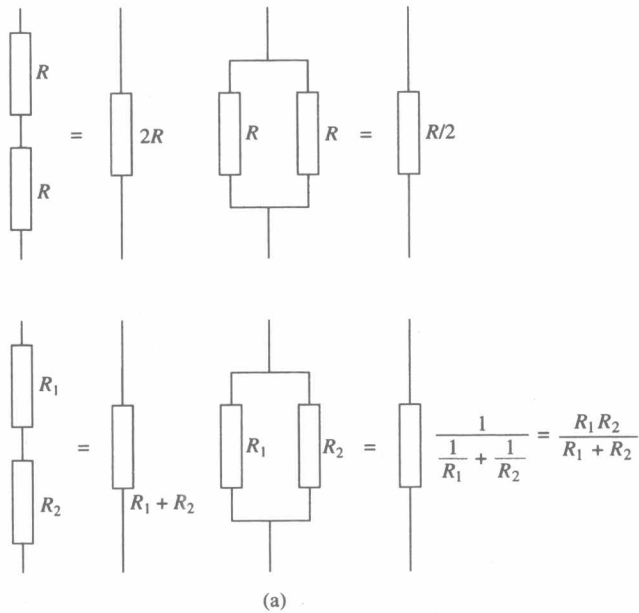 R
R
=
2R
R
R
=
R/2
R₁
R₂
=
R₁ + R₂
R₁
R₂
=
1 / (1/R₁ + 1/R₂) = R₁R₂ / (R₁ + R₂)
(a)